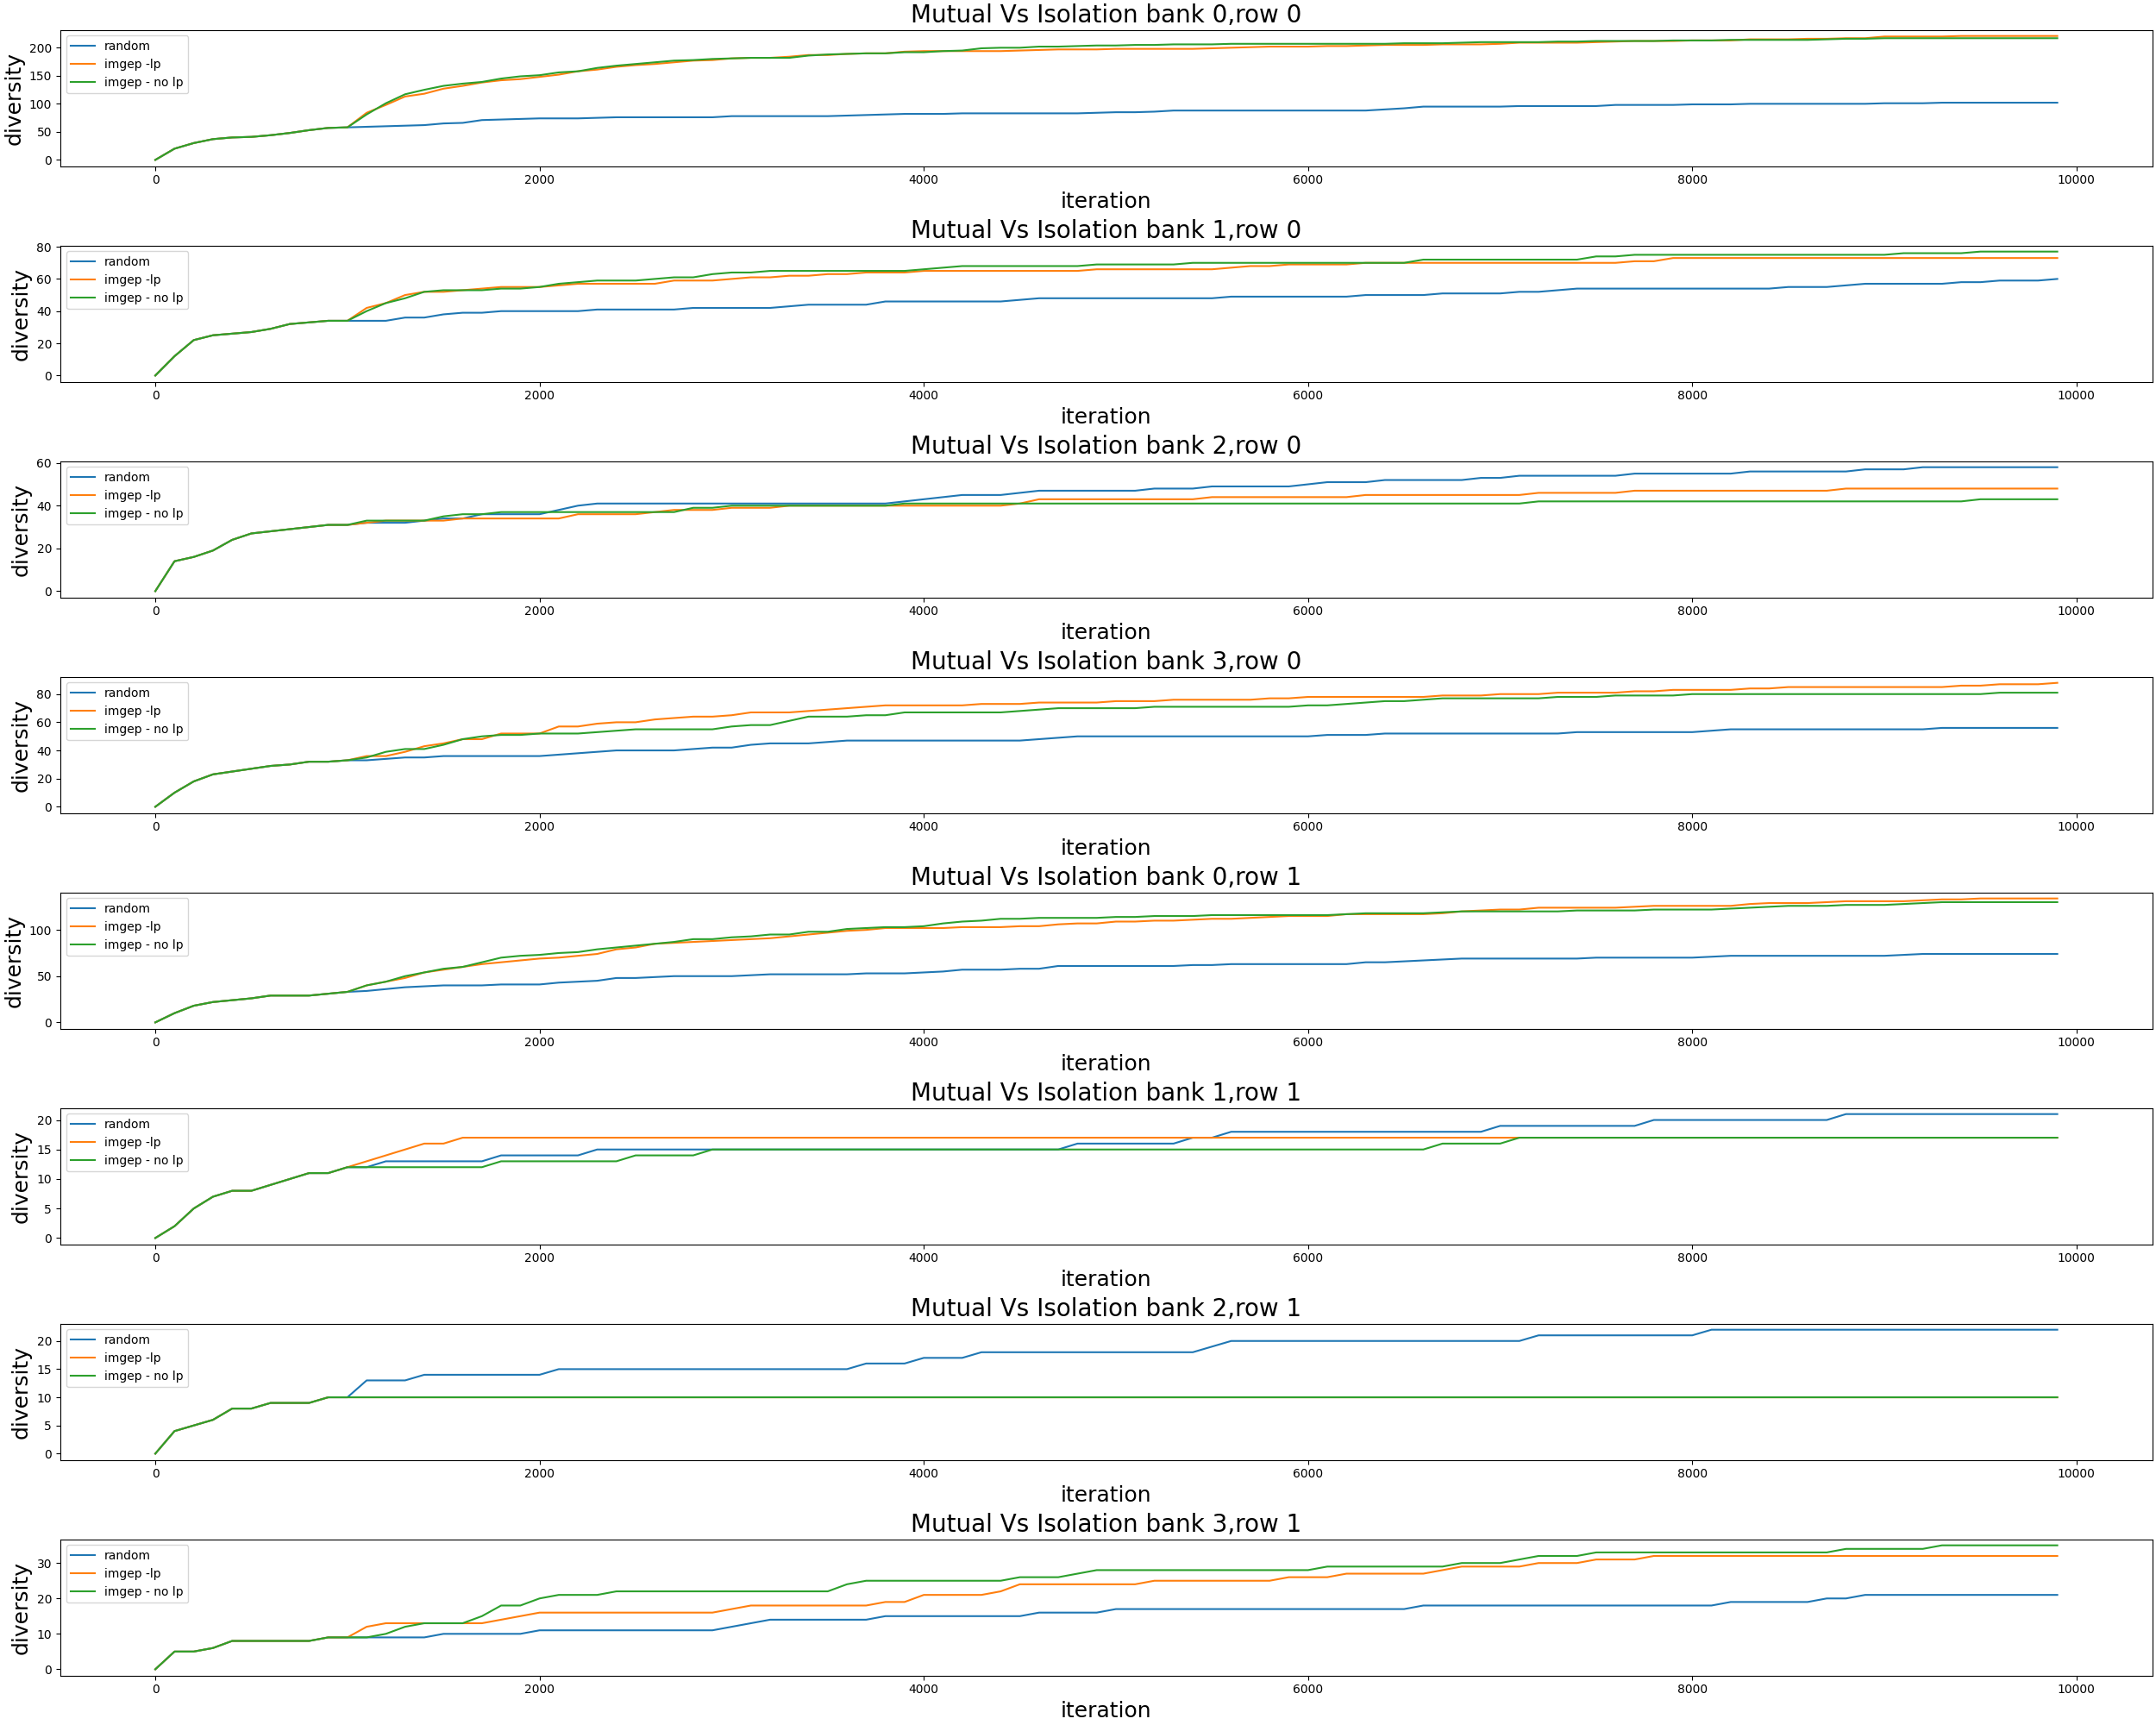 Mutual Vs Isolation bank 0,row 0
diversity
200
150
100
50
0
random
imgep -lp
imgep - no lp
0 2000 4000 6000 8000 10000
iteration
Mutual Vs Isolation bank 1,row 0
diversity
80
60
40
20
0
random
imgep -lp
imgep - no lp
0 2000 4000 6000 8000 10000
iteration
Mutual Vs Isolation bank 2,row 0
diversity
60
40
20
0
random
imgep -lp
imgep - no lp
0 2000 4000 6000 8000 10000
iteration
Mutual Vs Isolation bank 3,row 0
diversity
80
60
40
20
0
random
imgep -lp
imgep - no lp
0 2000 4000 6000 8000 10000
iteration
Mutual Vs Isolation bank 0,row 1
diversity
100
50
0
random
imgep -lp
imgep - no lp
0 2000 4000 6000 8000 10000
iteration
Mutual Vs Isolation bank 1,row 1
diversity
20
15
10
5
0
random
imgep -lp
imgep - no lp
0 2000 4000 6000 8000 10000
iteration
Mutual Vs Isolation bank 2,row 1
diversity
20
15
10
5
0
random
imgep -lp
imgep - no lp
0 2000 4000 6000 8000 10000
iteration
Mutual Vs Isolation bank 3,row 1
diversity
30
20
10
0
random
imgep -lp
imgep - no lp
0 2000 4000 6000 8000 10000
iteration